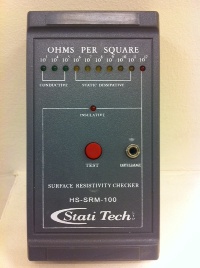 OHMS PER SQUARE
CONDUCTIVE STATIC DISSIPATIVE
INSULATIVE
TEST
SURFACE RESISTIVITY CHECKER
HS-SRM-100
Stati Tech